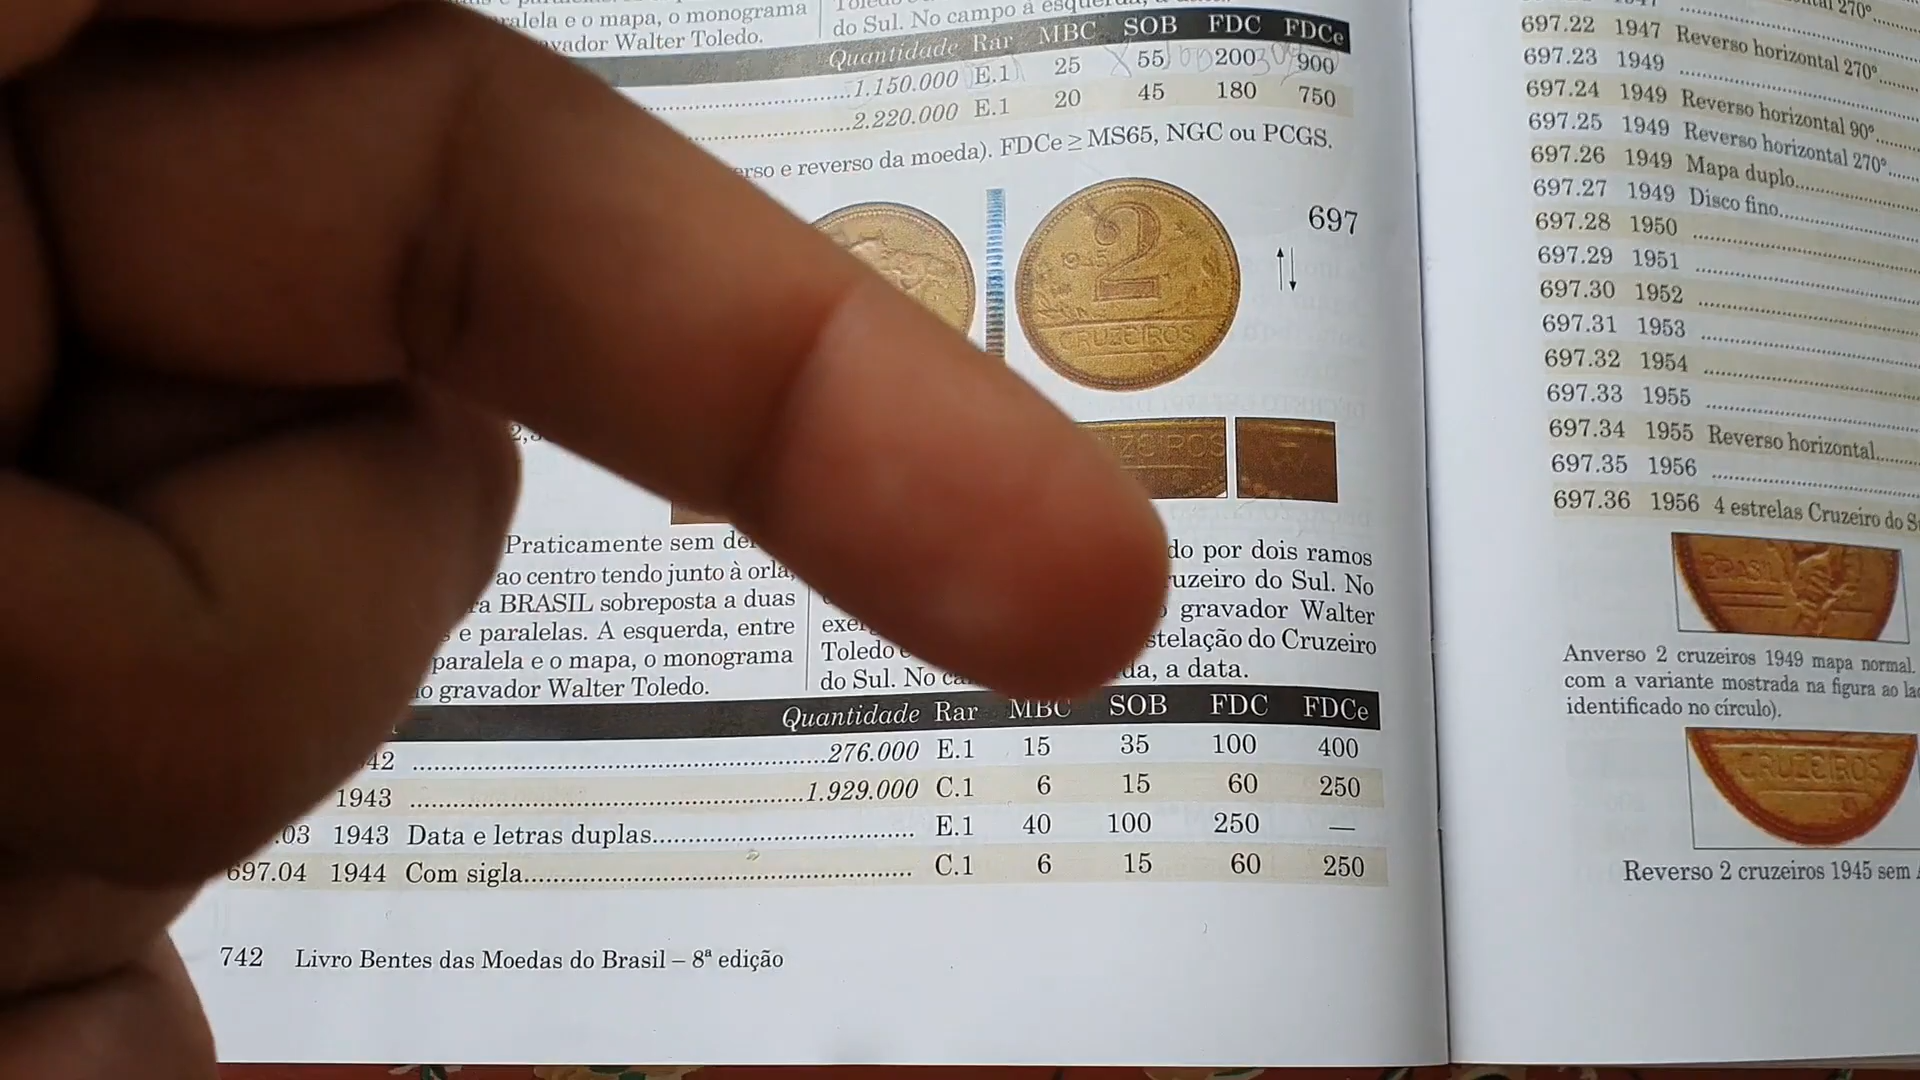 ralela e o mapa, o monograma
vador Walter Toledo.
do Sul. No campo à esquerda, a data.
Quantidade Rar MBC SOB FDC FDCe
1.150.000 E.1 25 55 200 900
2.220.000 E.1 20 45 180 750
erso e reverso da moeda). FDCe ≥ MS65, NGC ou PCGS.
2
1945
CRUZEIROS
697
ZEIROS
Praticamente sem
ao centro tendo junto à orla,
a BRASIL sobreposta a duas
s e paralelas. A esquerda, entre
paralela e o mapa, o monograma
o gravador Walter Toledo.
do por dois ramos
ruzeiro do Sul. No
gravador Walter
Toledo
stelação do Cruzeiro
do Sul. No
da, a data.
Quantidade Rar MBC SOB FDC FDCe
42 ........ 276.000 E.1 15 35 100 400
1943 ........ 1.929.000 C.1 6 15 60 250
.03 1943 Data e letras duplas........ E.1 40 100 250 —
697.04 1944 Com sigla........ C.1 6 15 60 250
742 Livro Bentes das Moedas do Brasil – 8ª edição
697.22 1947 Reverso horizontal 270º
697.23 1949
697.24 1949 Reverso horizontal 90º
697.25 1949 Reverso horizontal 270º
697.26 1949 Mapa duplo
697.27 1949 Disco fino
697.28 1950
697.29 1951
697.30 1952
697.31 1953
697.32 1954
697.33 1955
697.34 1955 Reverso horizontal
697.35 1956
697.36 1956 4 estrelas Cruzeiro do S
BRASIL
Anverso 2 cruzeiros 1949 mapa normal.
com a variante mostrada na figura ao la
identificado no círculo).
CRUZEIROS
Reverso 2 cruzeiros 1945 sem